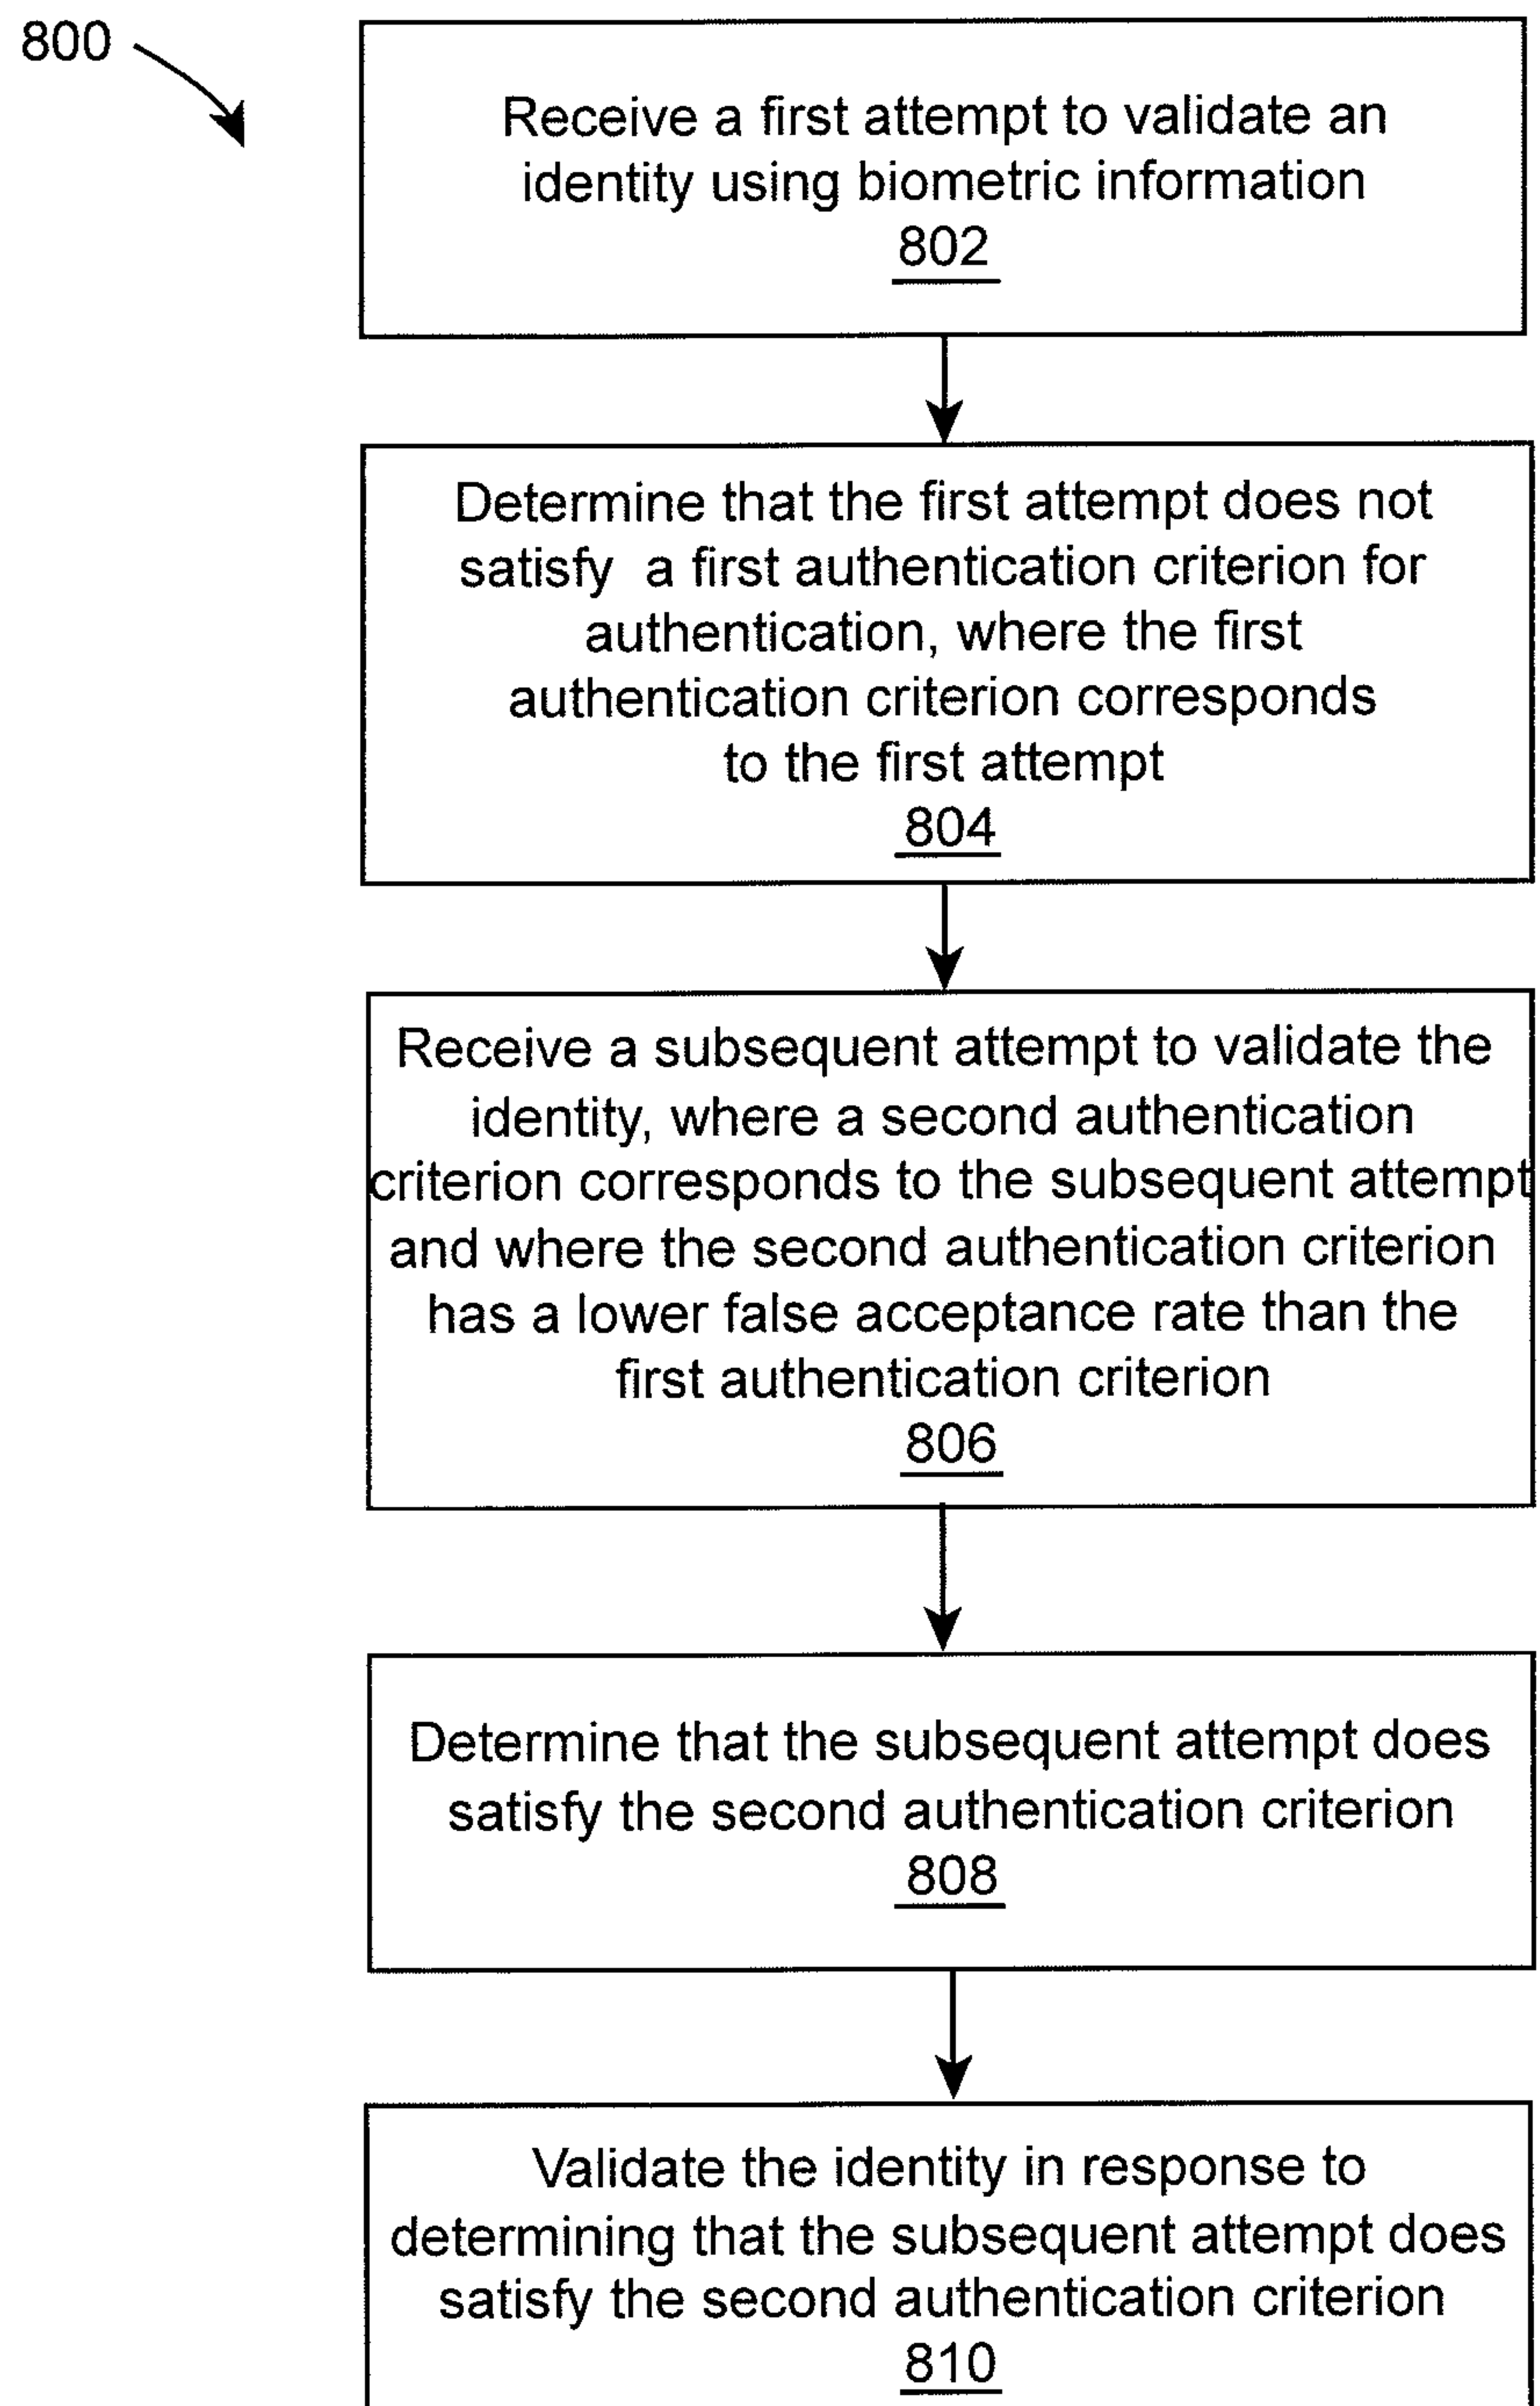 800
Receive a first attempt to validate an
identity using biometric information
802
Determine that the first attempt does not
satisfy a first authentication criterion for
authentication, where the first
authentication criterion corresponds
to the first attempt
804
Receive a subsequent attempt to validate the
identity, where a second authentication
criterion corresponds to the subsequent attempt
and where the second authentication criterion
has a lower false acceptance rate than the
first authentication criterion
806
Determine that the subsequent attempt does
satisfy the second authentication criterion
808
Validate the identity in response to
determining that the subsequent attempt does
satisfy the second authentication criterion
810